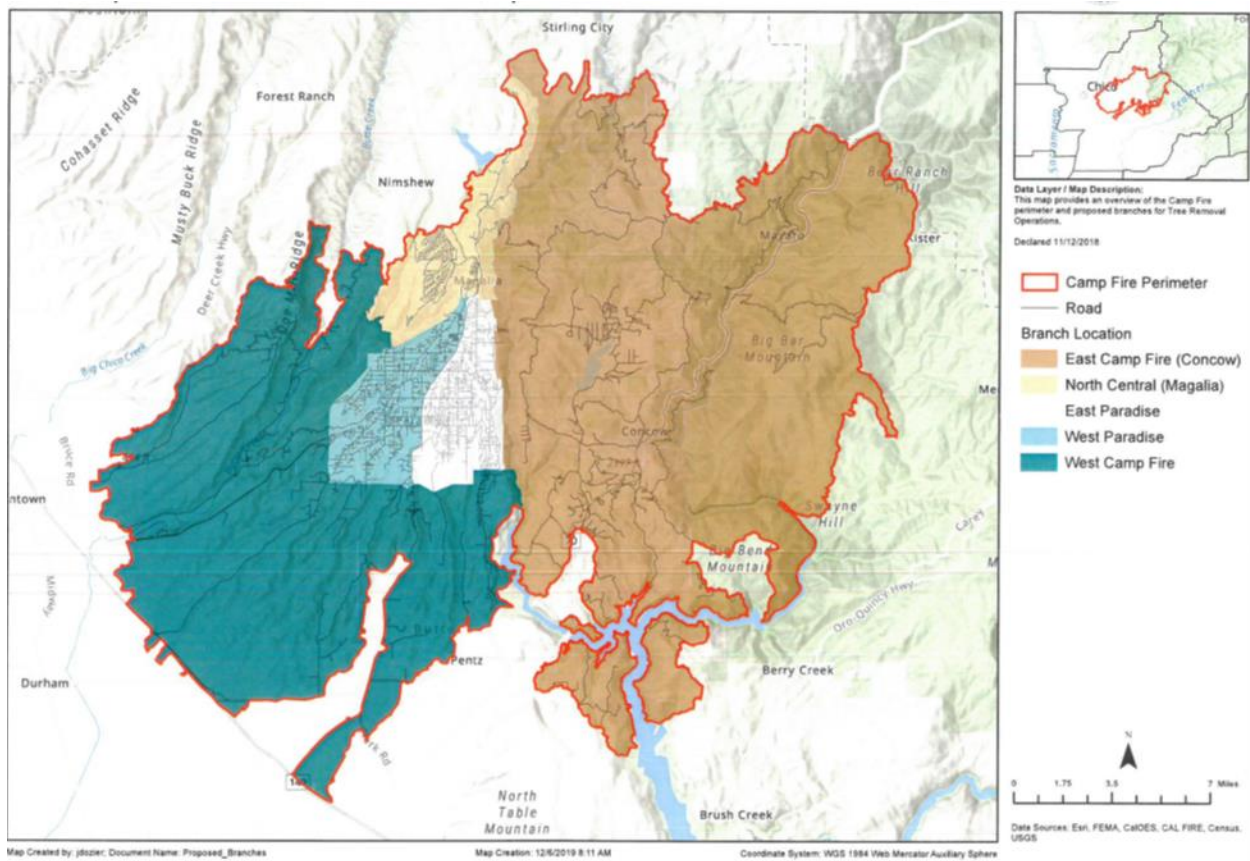 Stirling City
Forest Ranch
Cohasset Ridge
Musty Buck Ridge
Deer Creek Hwy
Nimshew
Big Chico Creek
Bruce Rd
Midway
Durham
Pentz
Magalia
Concow
Big Bar
Mountain
Swayne
Hill
Big Bend
Mountain
Oro-Quincy Hwy.
Carey
Berry Creek
Brush Creek
North
Table
Mountain
Chico
Sacramento
Feather
Data Layer / Map Description:
This map provides an overview of the Camp Fire
perimeter and proposed branches for Tree Removal
Operations.
Declared 11/12/2018
Camp Fire Perimeter
Road
Branch Location
East Camp Fire (Concow)
North Central (Magalia)
East Paradise
West Paradise
West Camp Fire
N
0 1.75 3.5 7 Miles
Data Sources: Esri, FEMA, CalOES, CAL FIRE, Census,
USGS
Map Created by: jdozier; Document Name: Proposed_Branches
Map Creation: 12/6/2019 8:11 AM
Coordinate System: WGS 1984 Web Mercator Auxiliary Sphere